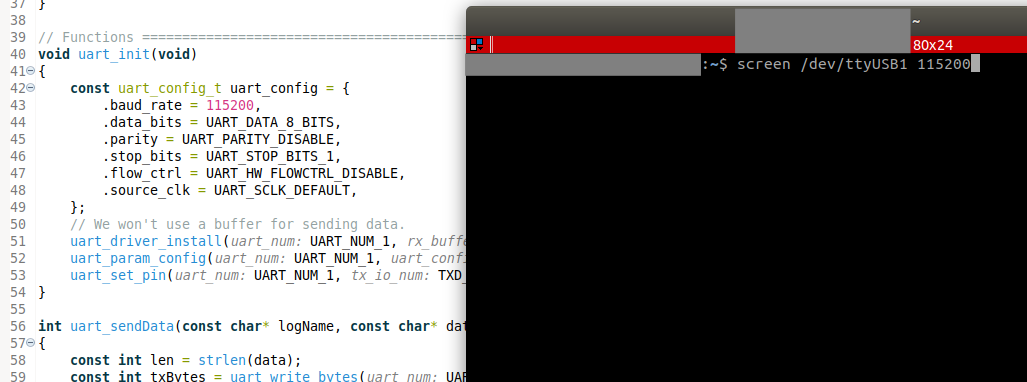 37 }
38
39 // Functions ========================================
40 void uart_init(void)
41 {
42 const uart_config_t uart_config = {
43 .baud_rate = 115200,
44 .data_bits = UART_DATA_8_BITS,
45 .parity = UART_PARITY_DISABLE,
46 .stop_bits = UART_STOP_BITS_1,
47 .flow_ctrl = UART_HW_FLOWCTRL_DISABLE,
48 .source_clk = UART_SCLK_DEFAULT,
49 };
50 // We won't use a buffer for sending data.
51 uart_driver_install(uart_num: UART_NUM_1, rx_buffe
52 uart_param_config(uart_num: UART_NUM_1, uart_confi
53 uart_set_pin(uart_num: UART_NUM_1, tx_io_num: TXD_
54 }
55
56 int uart_sendData(const char* logName, const char* dat
57 {
58 const int len = strlen(data);
59 const int txBytes = uart_write_bytes(uart_num: UAR
~
80x24
:~$ screen /dev/ttyUSB1 115200